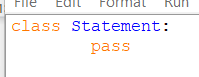 File Edit Format Run
class Statement:
        pass